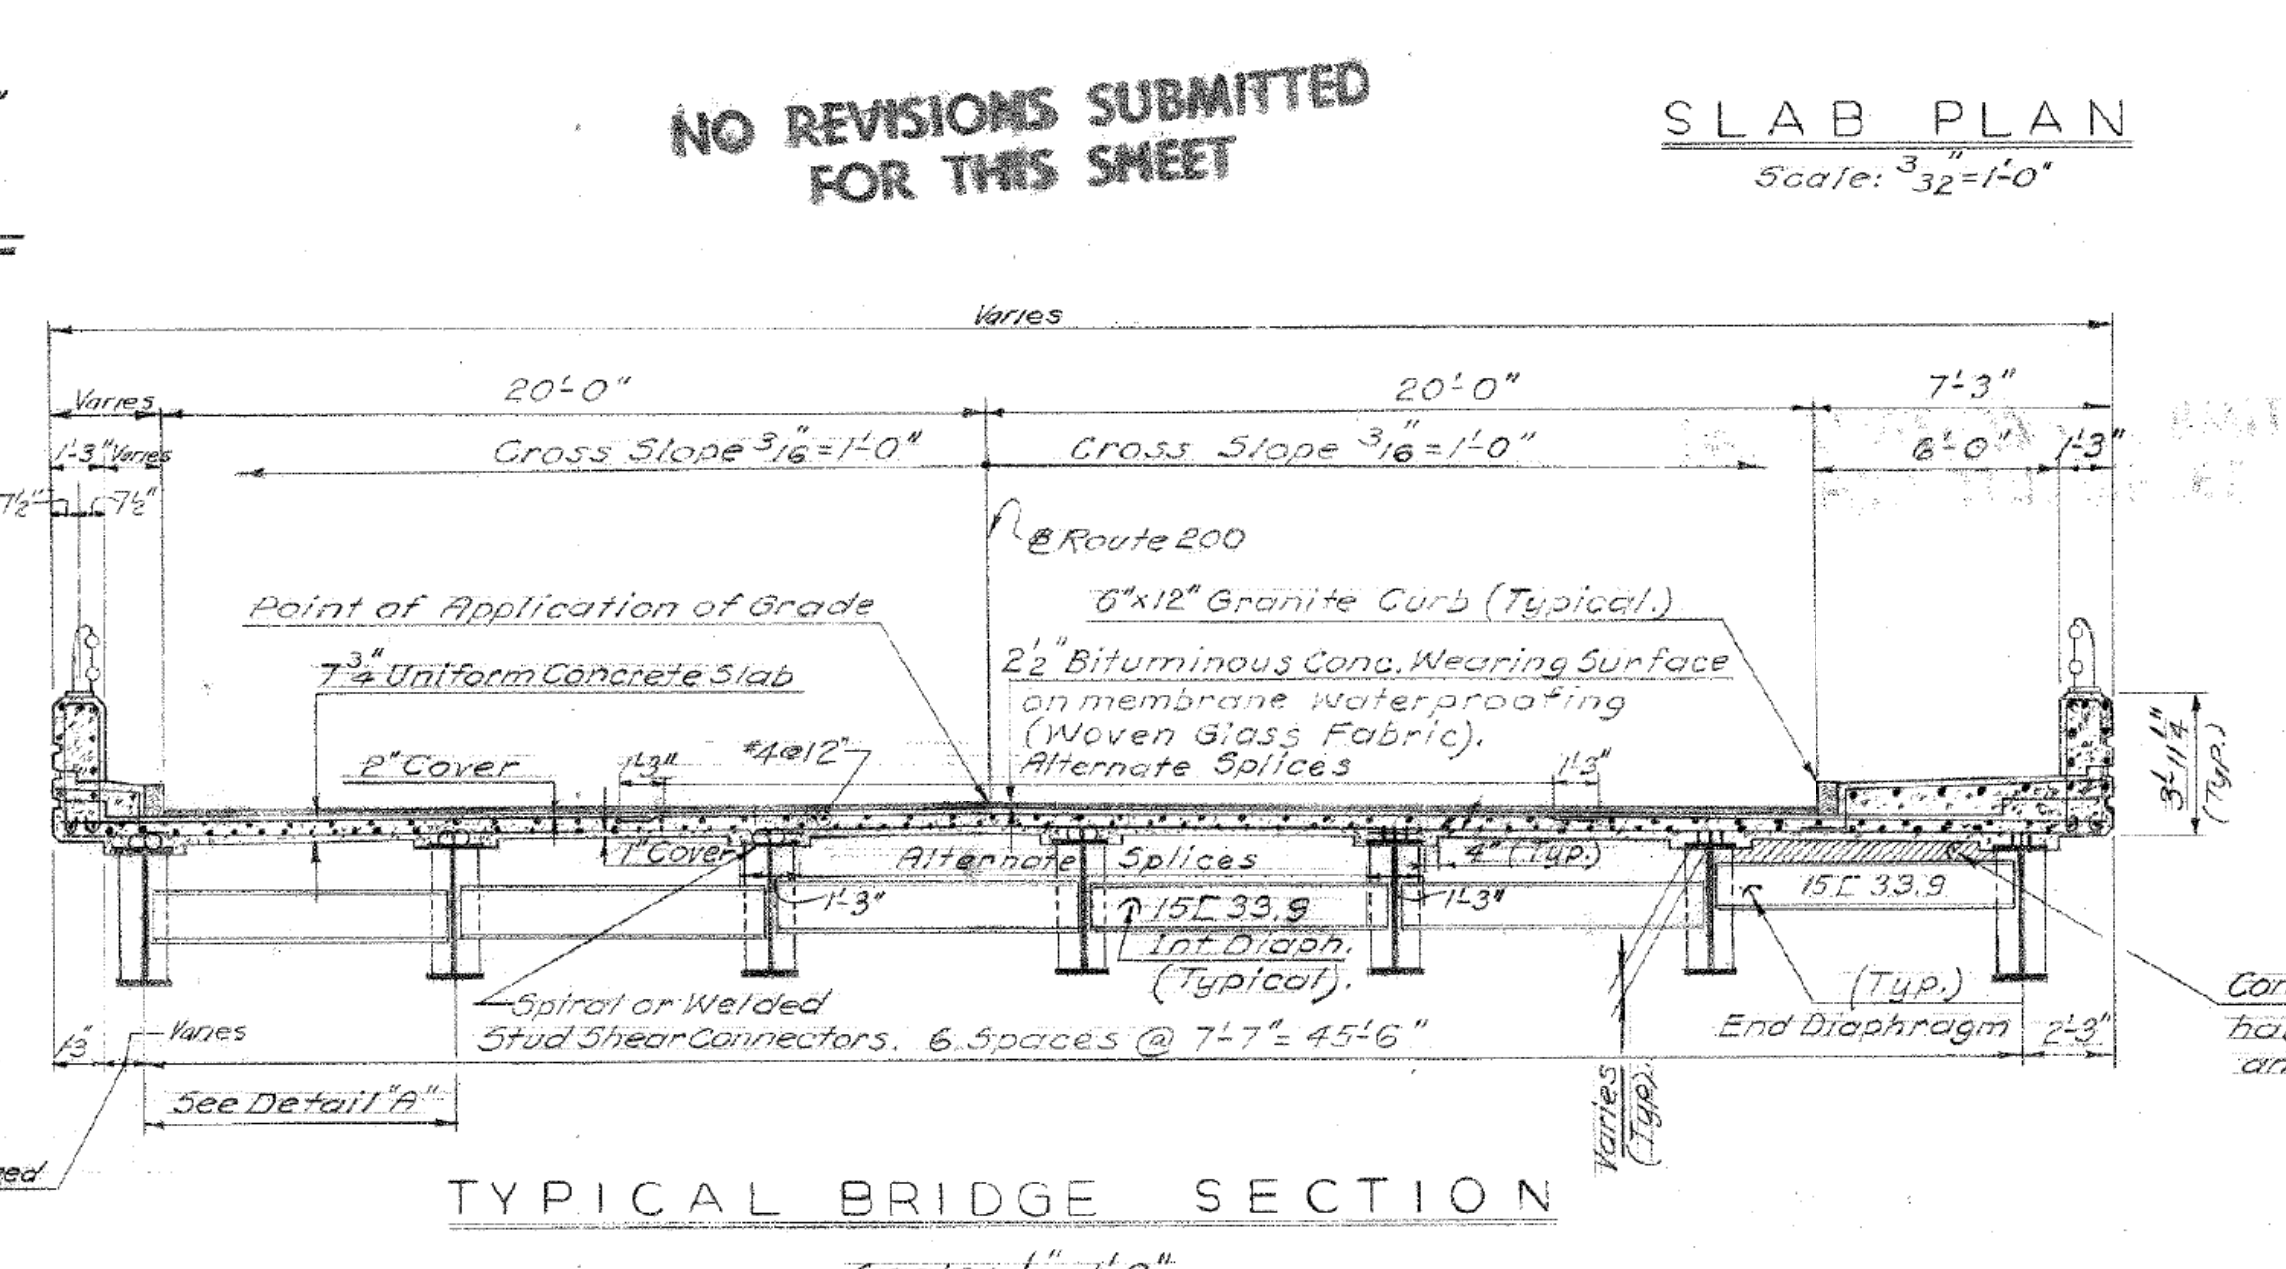 NO REVISIONS SUBMITTED
FOR THIS SHEET
SLAB PLAN
Scale: 3/32"=1'-0"
Varies
Varies
20'-0"
20'-0"
7'-3"
1'-3"
Varies
Cross Slope 3/16"=1'-0"
Cross Slope 3/16"=1'-0"
6'-0"
1'-3"
7½"
7½"
Route 200
Point of Application of Grade
6"x12" Granite Curb (Typical.)
7¾" Uniform Concrete Slab
2½" Bituminous Conc. Wearing Surface
on membrane waterproofing
(Woven Glass Fabric).
2" Cover
1'-3"
#4@12"
Alternate Splices
1'-3"
3'-11¼"
(Typ.)
1" Cover
Alternate Splices
4" (Typ.)
1'-3"
15[ 33.9
Int. Diaph.
(Typical).
1'-3"
15[ 33.9
Spiral or Welded
Stud Shear Connectors.
6 Spaces @ 7'-7"= 45'-6"
(Typ.)
End Diaphragm
2'-3"
Varies
See Detail "A"
Varies
(Typ).
TYPICAL BRIDGE SECTION